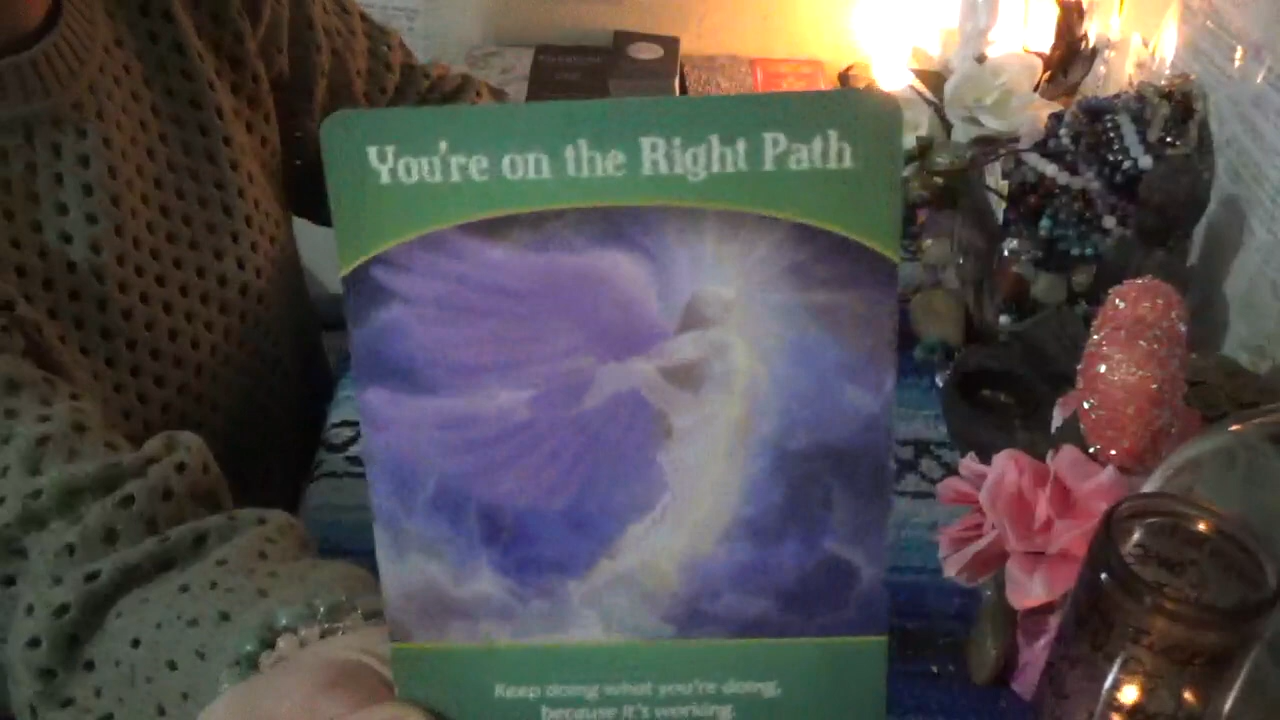 You're on the Right Path
Keep doing what you're doing,
because it's working.